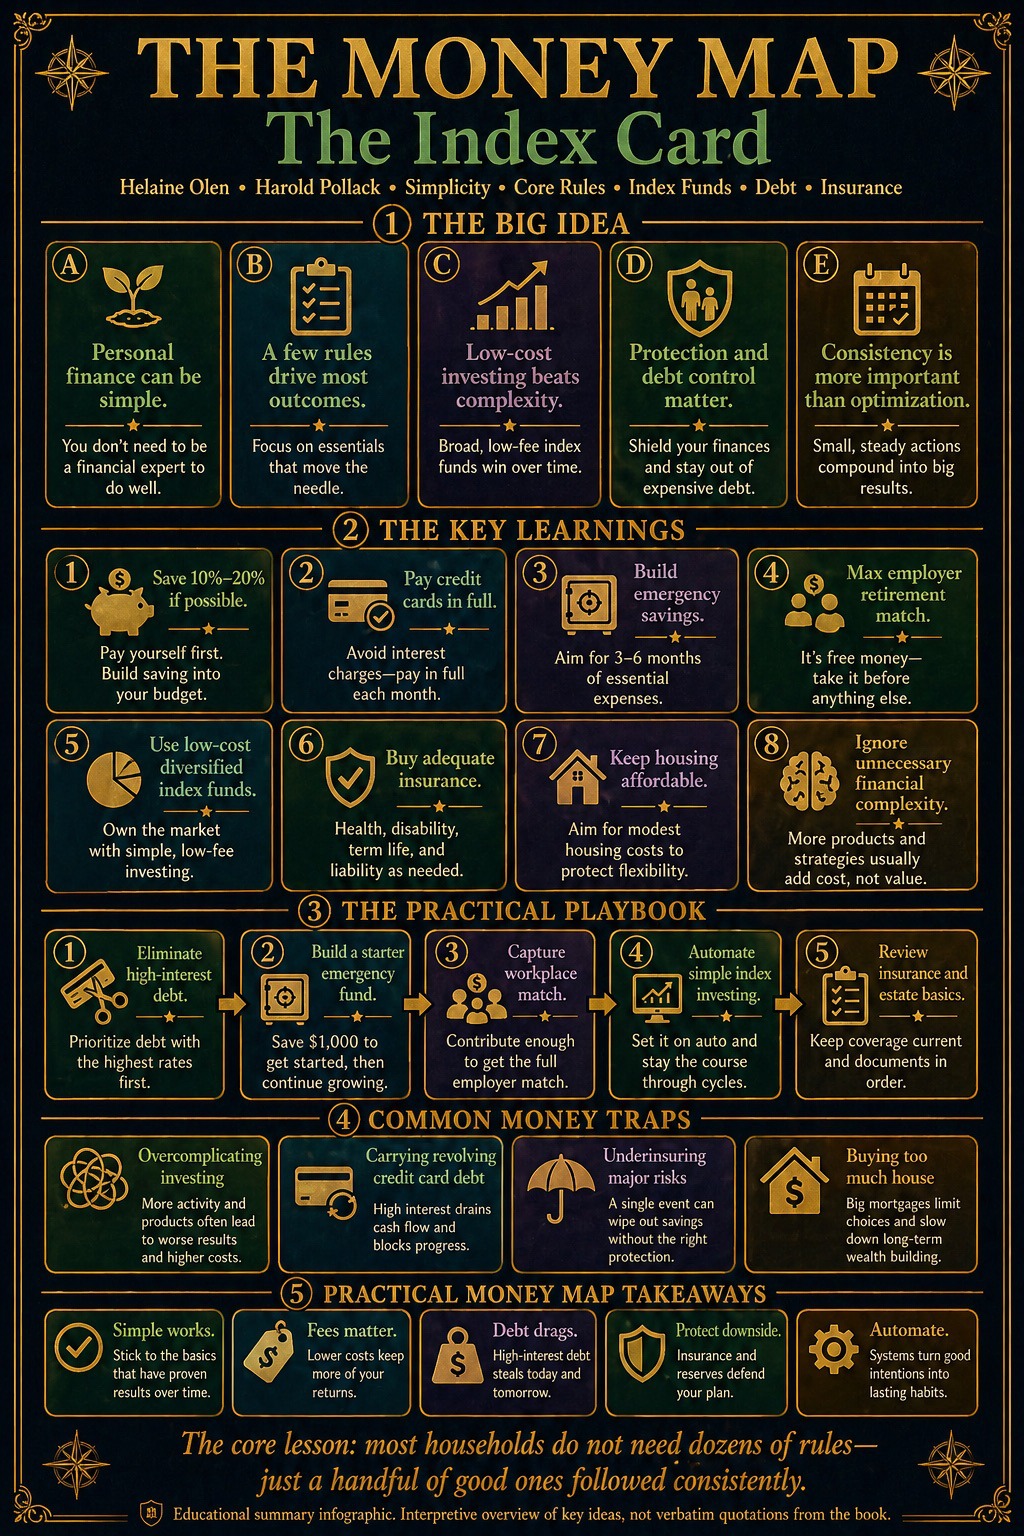 THE MONEY MAP
The Index Card
Helaine Olen • Harold Pollack • Simplicity • Core Rules • Index Funds • Debt • Insurance
1 THE BIG IDEA
A
Personal
finance can be
simple.
You don't need to be
a financial expert to
do well.
B
A few rules
drive most
outcomes.
Focus on essentials
that move the
needle.
C
Low-cost
investing beats
complexity.
Broad, low-fee index
funds win over time.
D
Protection and
debt control
matter.
Shield your finances
and stay out of
expensive debt.
E
Consistency is
more important
than optimization.
Small, steady actions
compound into big
results.
2 THE KEY LEARNINGS
1
$
Save 10%–20%
if possible.
Pay yourself first.
Build saving into
your budget.
2
Pay credit
cards in full.
Avoid interest
charges—pay in full
each month.
3
Build
emergency
savings.
Aim for 3–6 months
of essential
expenses.
4
$
Max employer
retirement
match.
It's free money—
take it before
anything else.
5
Use low-cost
diversified
index funds.
Own the market
with simple, low-fee
investing.
6
Buy adequate
insurance.
Health, disability,
term life, and
liability as needed.
7
Keep housing
affordable.
Aim for modest
housing costs to
protect flexibility.
8
Ignore
unnecessary
financial
complexity.
More products and
strategies usually
add cost, not value.
3 THE PRACTICAL PLAYBOOK
1
Eliminate
high-interest
debt.
Prioritize debt with
the highest rates
first.
2
Build a starter
emergency
fund.
Save $1,000 to
get started, then
continue growing.
3
$
Capture
workplace
match.
Contribute enough
to get the full
employer match.
4
Automate
simple index
investing.
Set it on auto and
stay the course
through cycles.
5
Review
insurance and
estate basics.
Keep coverage current
and documents in
order.
4 COMMON MONEY TRAPS
Overcomplicating
investing
More activity and
products often lead
to worse results
and higher costs.
Carrying revolving
credit card debt
High interest drains
cash flow and
blocks progress.
Underinsuring
major risks
A single event can
wipe out savings
without the right
protection.
$
Buying too
much house
Big mortgages limit
choices and slow
down long-term
wealth building.
5 PRACTICAL MONEY MAP TAKEAWAYS
Simple works.
Stick to the basics
that have proven
results over time.
$
Fees matter.
Lower costs keep
more of your
returns.
$
Debt drags.
High-interest debt
steals today and
tomorrow.
Protect downside.
Insurance and
reserves defend
your plan.
Automate.
Systems turn good
intentions into
lasting habits.
The core lesson: most households do not need dozens of rules—
just a handful of good ones followed consistently.
Educational summary infographic. Interpretive overview of key ideas, not verbatim quotations from the book.